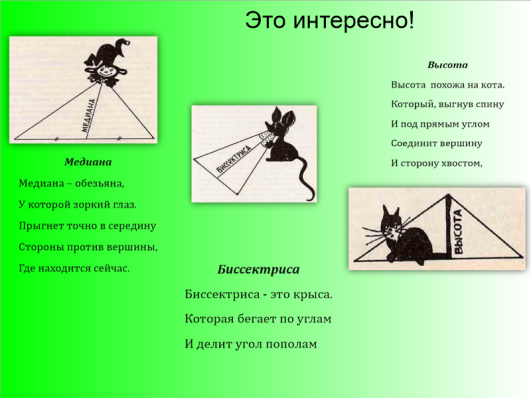 Это интересно!
МЕДИАНА
Медиана
Медиана – обезьяна,
У которой зоркий глаз.
Прыгнет точно в середину
Стороны против вершины,
Где находится сейчас.
БИССЕКТРИСА
Биссектриса
Биссектриса - это крыса.
Которая бегает по углам
И делит угол пополам
Высота
Высота похожа на кота.
Который, выгнув спину
И под прямым углом
Соединит вершину
И сторону хвостом,
ВЫСОТА